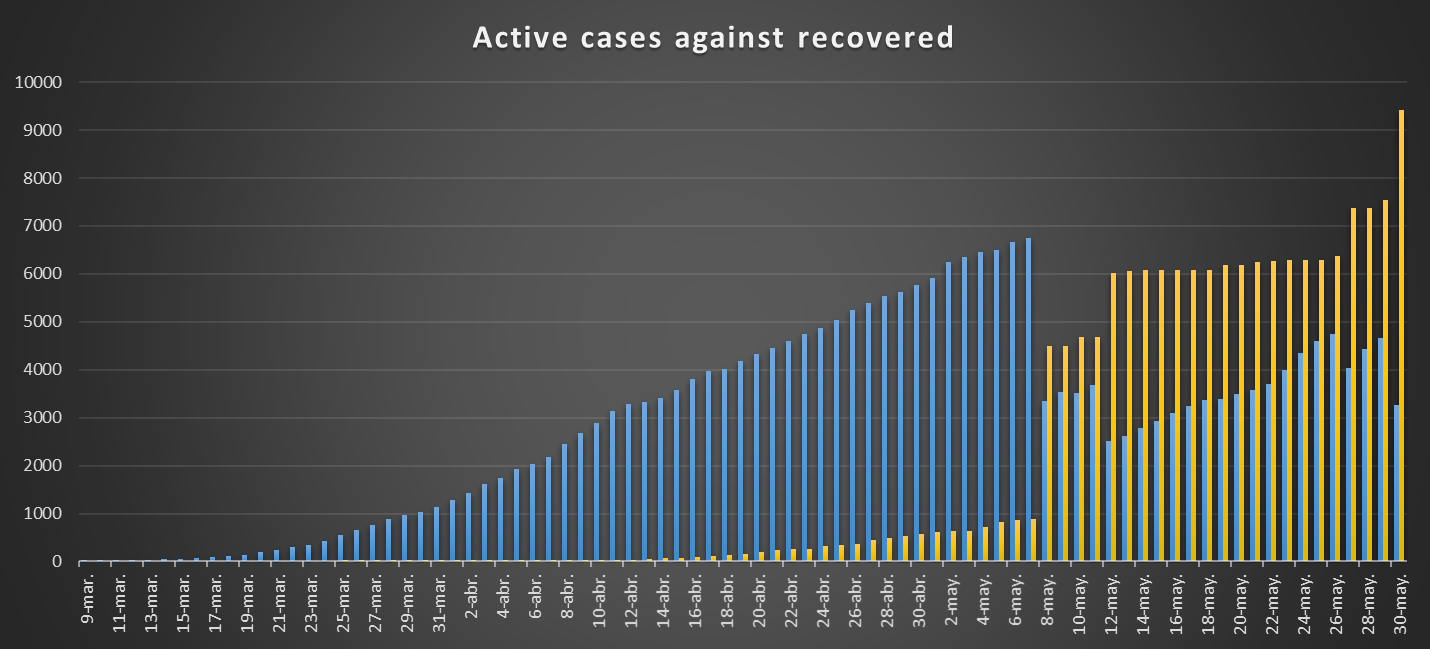 Active cases against recovered
10000
9000
8000
7000
6000
5000
4000
3000
2000
1000
0
9-mar.
11-mar.
13-mar.
15-mar.
17-mar.
19-mar.
21-mar.
23-mar.
25-mar.
27-mar.
29-mar.
31-mar.
2-abr.
4-abr.
6-abr.
8-abr.
10-abr.
12-abr.
14-abr.
16-abr.
18-abr.
20-abr.
22-abr.
24-abr.
26-abr.
28-abr.
30-abr.
2-may.
4-may.
6-may.
8-may.
10-may.
12-may.
14-may.
16-may.
18-may.
20-may.
22-may.
24-may.
26-may.
28-may.
30-may.